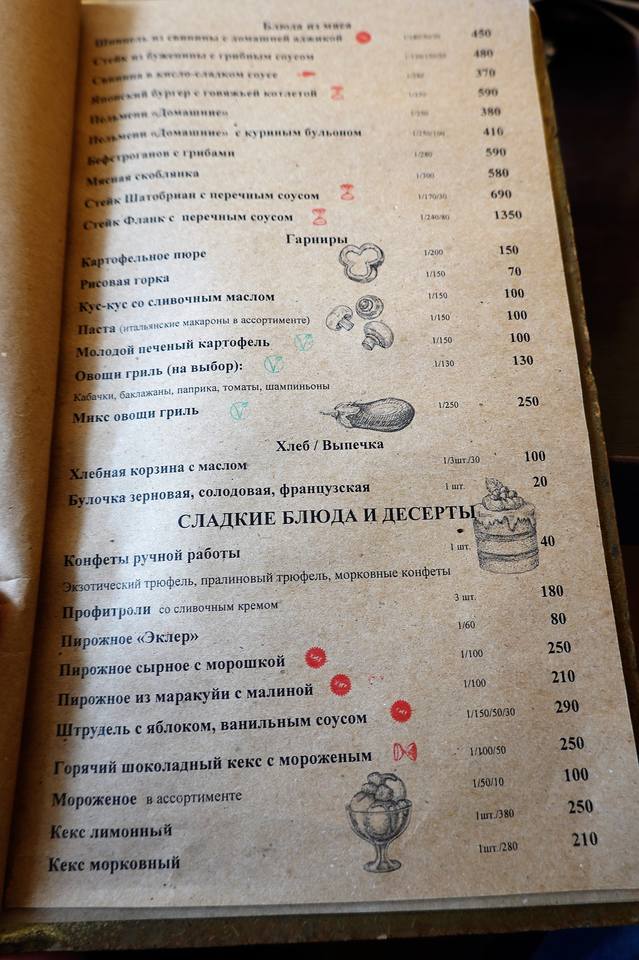 Блюда из мяса
Шницель из свинины с домашней аджикой 450
Стейк из буженины с грибным соусом 480
Свинина в кисло-сладком соусе 370
Японский бургер с говяжьей котлетой 590
Пельмени «Домашние» 380
Пельмени «Домашние» с куриным бульоном 410
Бефстроганов с грибами 1/280 590
Мясная скоблянка 1/300 580
Стейк Шатобриан с перечным соусом 1/170/30 690
Стейк Фланк с перечным соусом 1/240/80 1350
Гарниры
Картофельное пюре 1/200 150
Рисовая горка 1/150 70
Кус-кус со сливочным маслом 1/150 100
Паста (итальянские макароны в ассортименте) 1/150 100
Молодой печеный картофель 1/150 100
Овощи гриль (на выбор): 1/130 130
Кабачки, баклажаны, паприка, томаты, шампиньоны
Микс овощи гриль 1/250 250
Хлеб / Выпечка
Хлебная корзина с маслом 1/3шт./30 100
Булочка зерновая, солодовая, французская 1 шт. 20
СЛАДКИЕ БЛЮДА И ДЕСЕРТЫ
Конфеты ручной работы 1 шт. 40
Экзотический трюфель, пралиновый трюфель, морковные конфеты
Профитроли со сливочным кремом 3 шт. 180
Пирожное «Эклер» 1/60 80
Пирожное сырное с морошкой 1/100 250
Пирожное из маракуйи с малиной 1/100 210
Штрудель с яблоком, ванильным соусом 1/150/50/30 290
Горячий шоколадный кекс с мороженым 1/100/50 250
Мороженое в ассортименте 1/50/10 100
Кекс лимонный 1шт./380 250
Кекс морковный 1шт./280 210